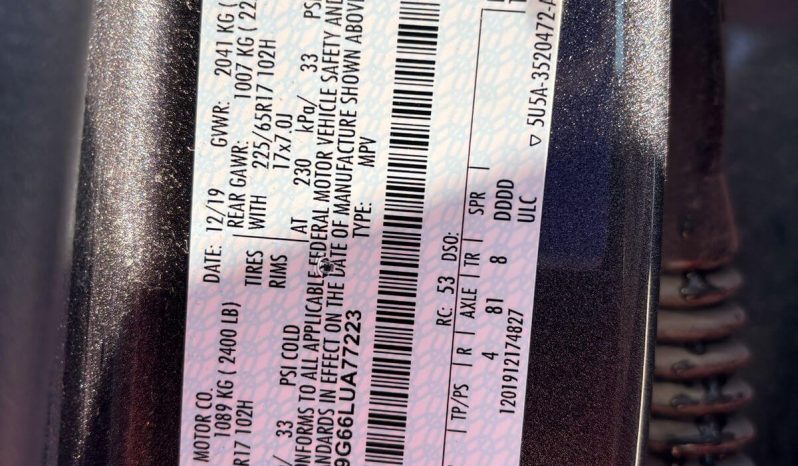 MOTOR CO.
DATE: 12/19 GVWR: 2041 KG (
1089 KG ( 2400 LB) REAR GAWR: 1007 KG ( 22
R17 102H TIRES WITH 225/65R17 102H
RIMS 17x7.0J
33 PSI COLD AT 230 kPa/ 33 PS
NFORMS TO ALL APPLICABLE FEDERAL MOTOR VEHICLE SAFETY AND
NDARDS IN EFFECT ON THE DATE OF MANUFACTURE SHOWN ABOVE
9G66LUA77223 TYPE: MPV
RC: 53 DSO:
TP/PS R AXLE TR SPR
4 81 8 DDDD
1201912174827 ULC
▽ 5U5A-3520472-A